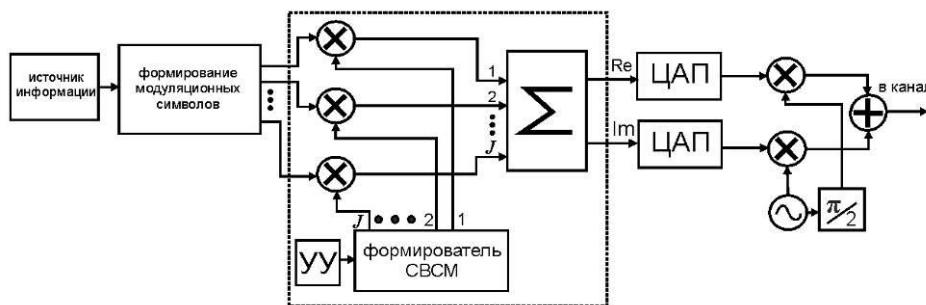 источник
информации
формирование
модуляционных
символов
1
2
J
Σ
Re
Im
ЦАП
ЦАП
в канал
π/2
J
2
1
УУ
формирователь
СВСМ